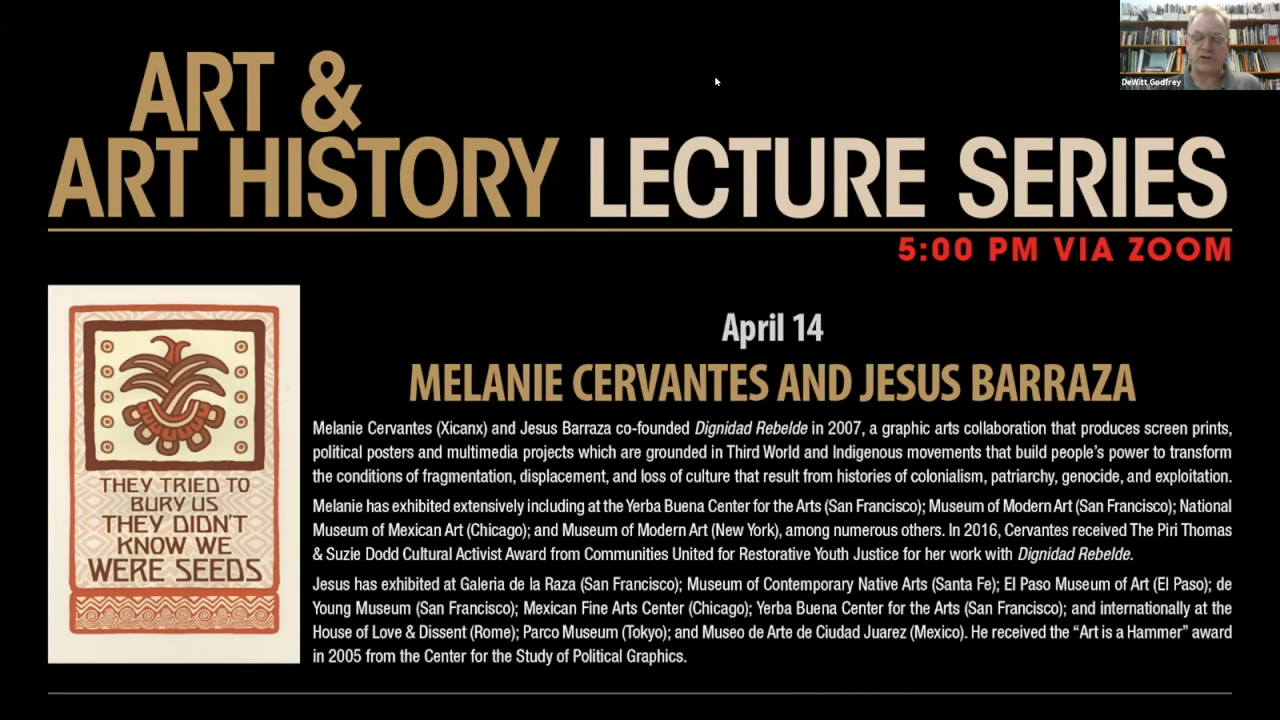 DeWitt Godfrey
ART &
ART HISTORY LECTURE SERIES
5:00 PM VIA ZOOM
April 14
MELANIE CERVANTES AND JESUS BARRAZA
Melanie Cervantes (Xicanx) and Jesus Barraza co-founded Dignidad Rebelde in 2007, a graphic arts collaboration that produces screen prints,
political posters and multimedia projects which are grounded in Third World and Indigenous movements that build people's power to transform
the conditions of fragmentation, displacement, and loss of culture that result from histories of colonialism, patriarchy, genocide, and exploitation.
Melanie has exhibited extensively including at the Yerba Buena Center for the Arts (San Francisco); Museum of Modern Art (San Francisco); National
Museum of Mexican Art (Chicago); and Museum of Modern Art (New York), among numerous others. In 2016, Cervantes received The Piri Thomas
& Suzie Dodd Cultural Activist Award from Communities United for Restorative Youth Justice for her work with Dignidad Rebelde.
Jesus has exhibited at Galeria de la Raza (San Francisco); Museum of Contemporary Native Arts (Santa Fe); El Paso Museum of Art (El Paso); de
Young Museum (San Francisco); Mexican Fine Arts Center (Chicago); Yerba Buena Center for the Arts (San Francisco); and internationally at the
House of Love & Dissent (Rome); Parco Museum (Tokyo); and Museo de Arte de Ciudad Juarez (Mexico). He received the “Art is a Hammer” award
in 2005 from the Center for the Study of Political Graphics.
THEY TRIED TO
BURY US
THEY DIDN'T
KNOW WE
WERE SEEDS